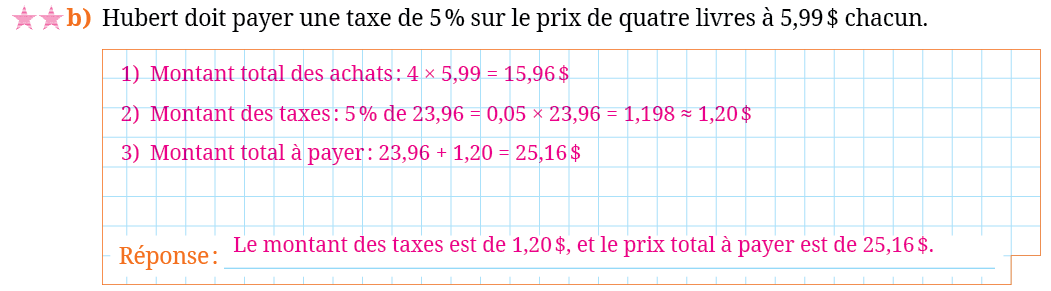 b) Hubert doit payer une taxe de 5 % sur le prix de quatre livres à 5,99 $ chacun.
1) Montant total des achats : 4 × 5,99 = 15,96 $
2) Montant des taxes : 5 % de 23,96 = 0,05 × 23,96 = 1,198 ≈ 1,20 $
3) Montant total à payer : 23,96 + 1,20 = 25,16 $
Réponse : Le montant des taxes est de 1,20 $, et le prix total à payer est de 25,16 $.